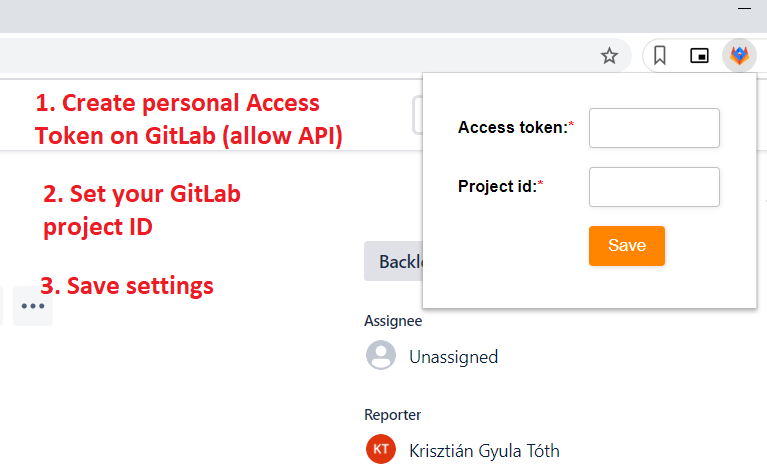 1. Create personal Access
Token on GitLab (allow API)
Access token:*
2. Set your GitLab
project ID
Project id:*
Save
3. Save settings
Assignee
Unassigned
Reporter
KT
Krisztián Gyula Tóth